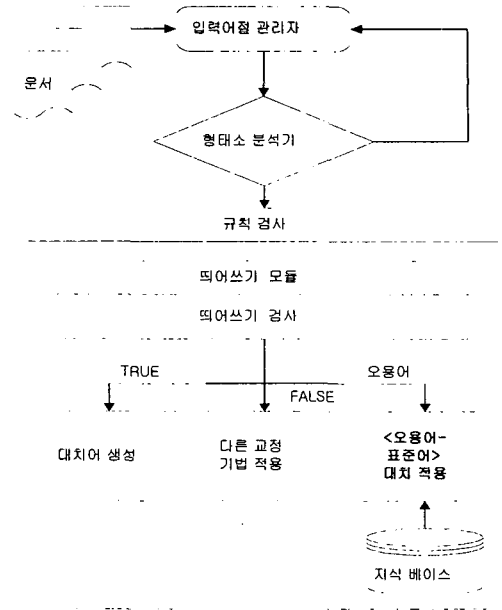 입력어절 관리자
문서
형태소 분석기
규칙 검사
띄어쓰기 모듈
띄어쓰기 검사
TRUE
오용어
FALSE
대치어 생성
다른 교정
기법 적용
<오용어-
표준어>
대치 적용
지식 베이스